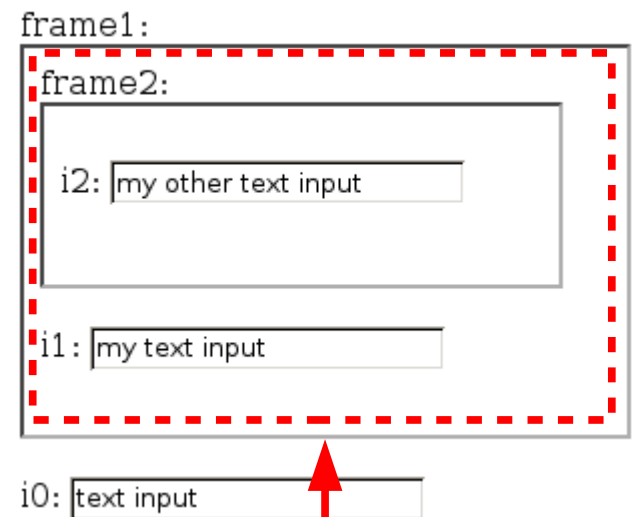 frame1:
frame2:
i2: my other text input
i1: my text input
i0: text input